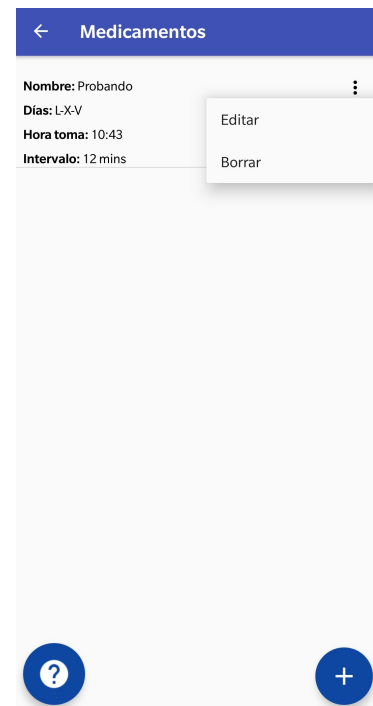 Medicamentos
Nombre: Probando
Días: L-X-V
Hora toma: 10:43
Intervalo: 12 mins
Editar
Borrar
?
+